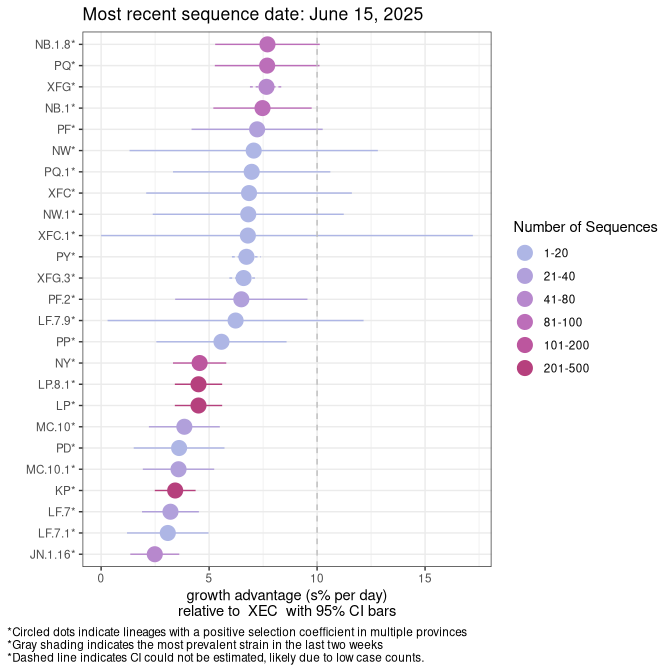 Most recent sequence date: June 15, 2025
NB.1.8*
PQ*
XFG*
NB.1*
PF*
NW*
PQ.1*
XFC*
NW.1*
XFC.1*
PY*
XFG.3*
PF.2*
LF.7.9*
PP*
NY*
LP.8.1*
LP*
MC.10*
PD*
MC.10.1*
KP*
LF.7*
LF.7.1*
JN.1.16*
0 5 10 15
growth advantage (s% per day)
relative to XEC with 95% CI bars
Number of Sequences
1-20
21-40
41-80
81-100
101-200
201-500
*Circled dots indicate lineages with a positive selection coefficient in multiple provinces
*Gray shading indicates the most prevalent strain in the last two weeks
*Dashed line indicates CI could not be estimated, likely due to low case counts.